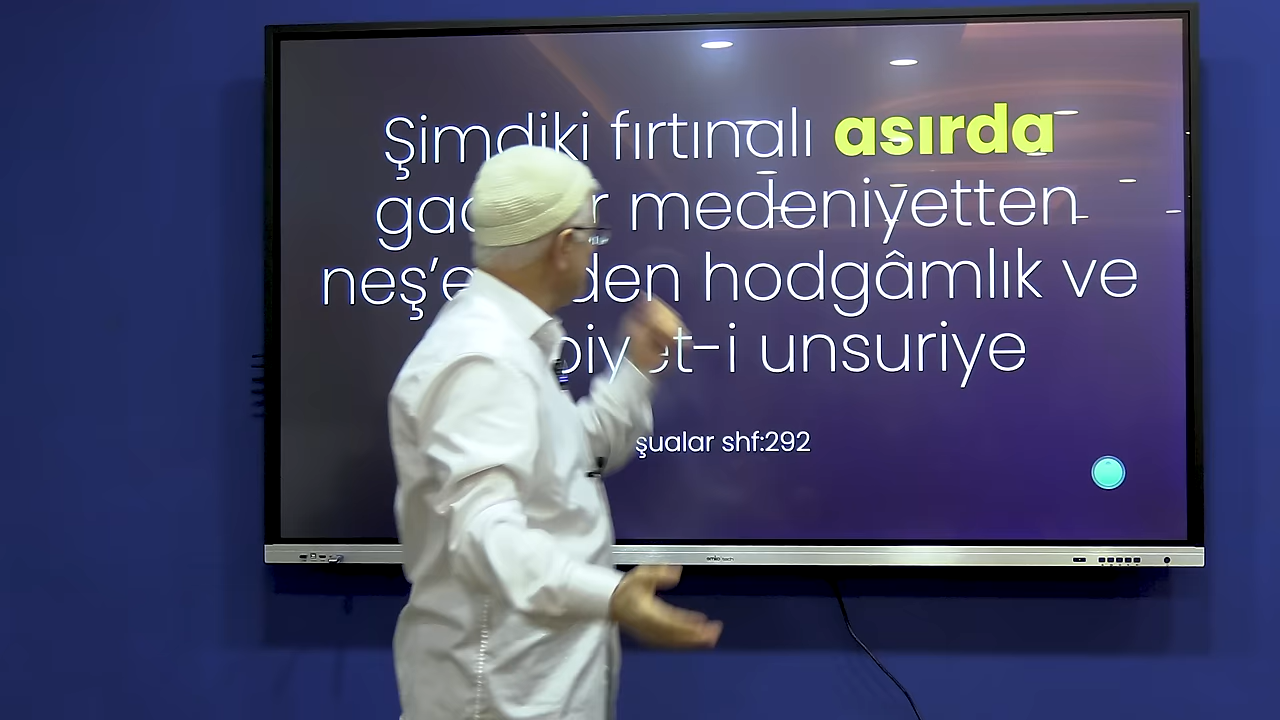 Şimdiki fırtınalı asırda
medeniyetten
hodgâmlık ve
unsuriye
şualar shf:292